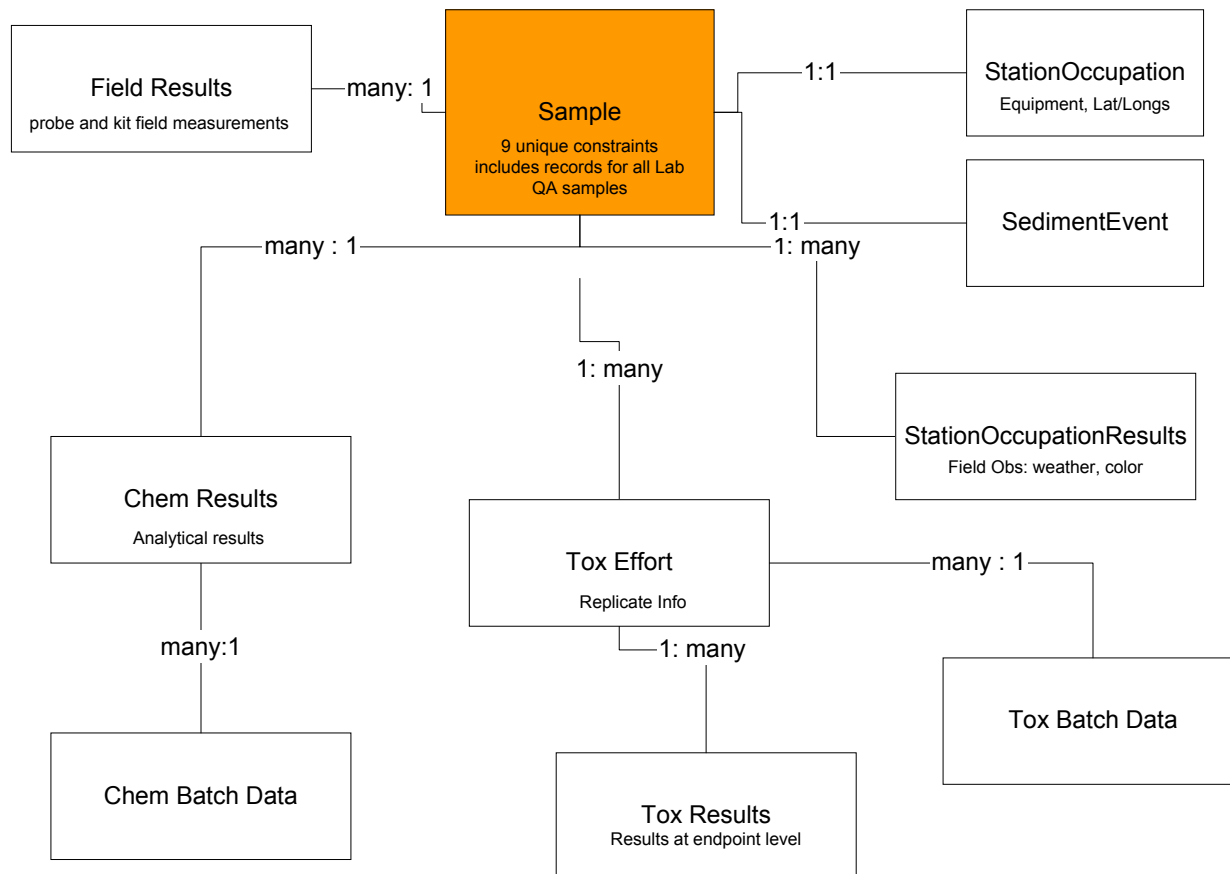 Field Results
probe and kit field measurements
many: 1
Sample
9 unique constraints
includes records for all Lab
QA samples
1:1
StationOccupation
Equipment, Lat/Longs
1:1
SedimentEvent
many : 1
1: many
1: many
StationOccupationResults
Field Obs: weather, color
Chem Results
Analytical results
Tox Effort
Replicate Info
many : 1
many:1
1: many
Tox Batch Data
Chem Batch Data
Tox Results
Results at endpoint level